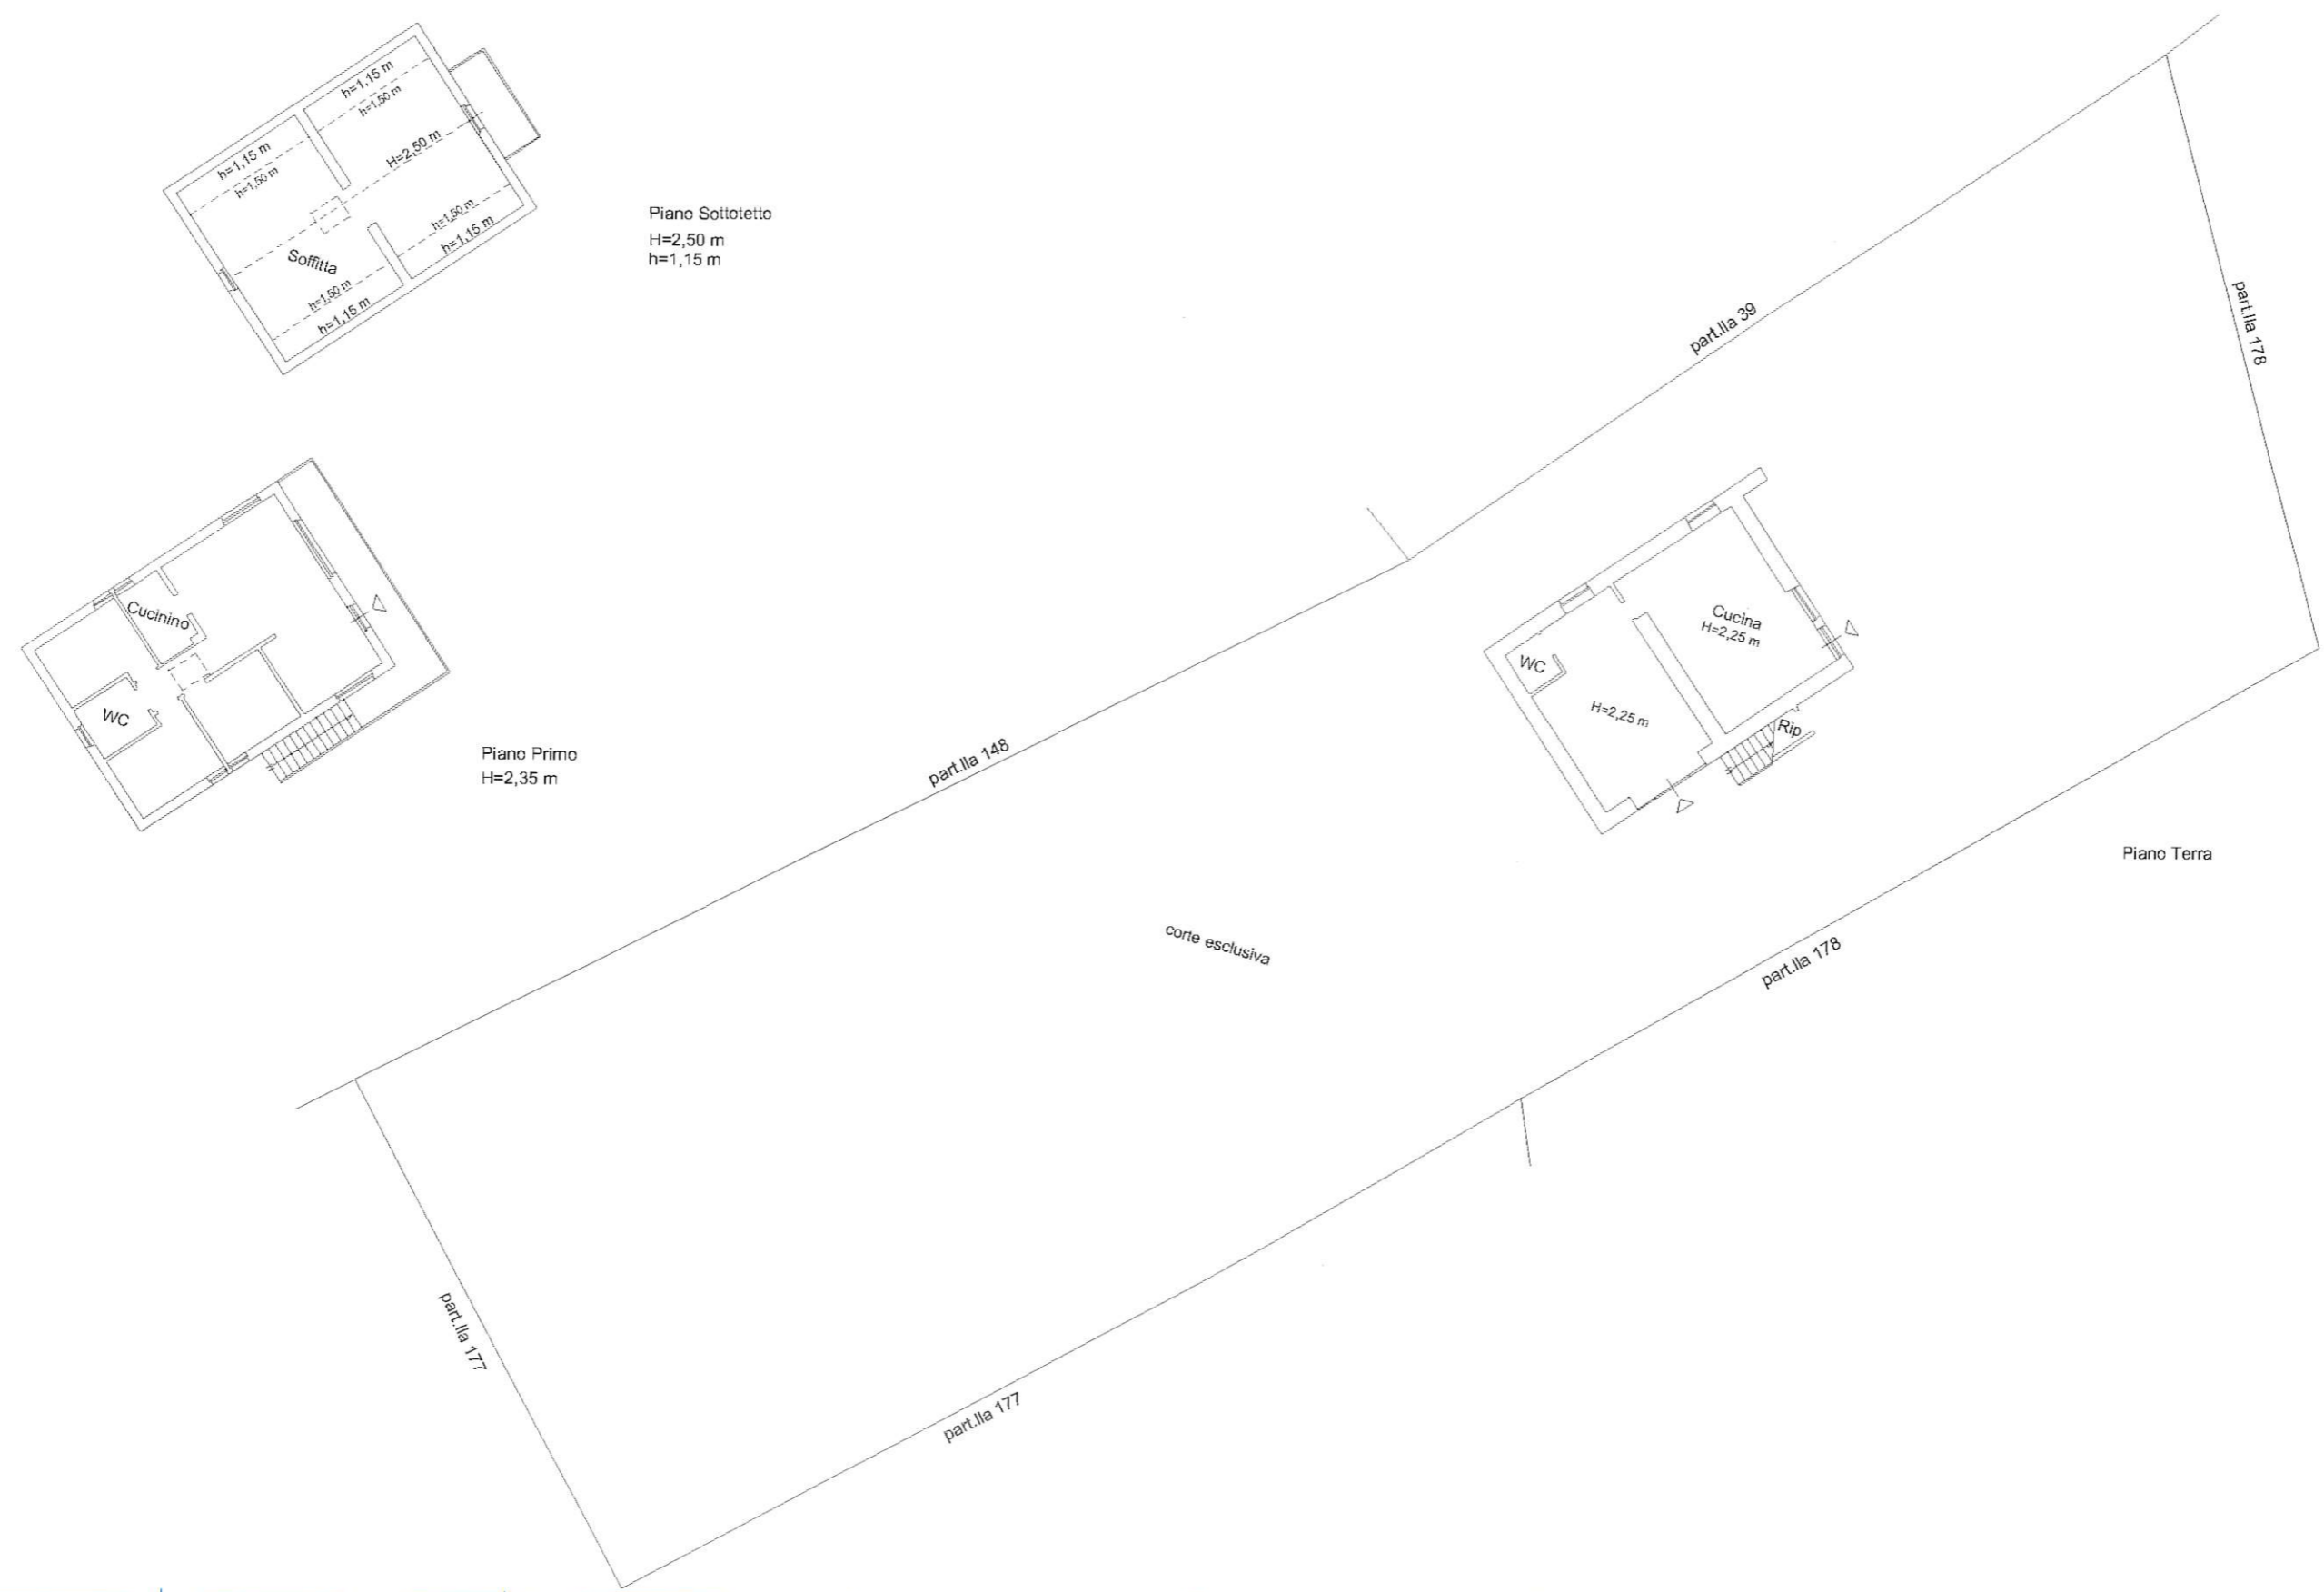 h=1,15 m
h=1,50 m
H=2,50 m
h=1,15 m
h=1,50 m
h=1,50 m
h=1,15 m
Soffitta
h=1,50 m
h=1,15 m
Piano Sottotetto
H=2,50 m
h=1,15 m
part.lla 39
part.lla 178
Cucinino
WC
Piano Primo
H=2,35 m
part.lla 148
Cucina
H=2,25 m
WC
H=2,25 m
Rip
Piano Terra
corte esclusiva
part.lla 178
part.lla 177
part.lla 177